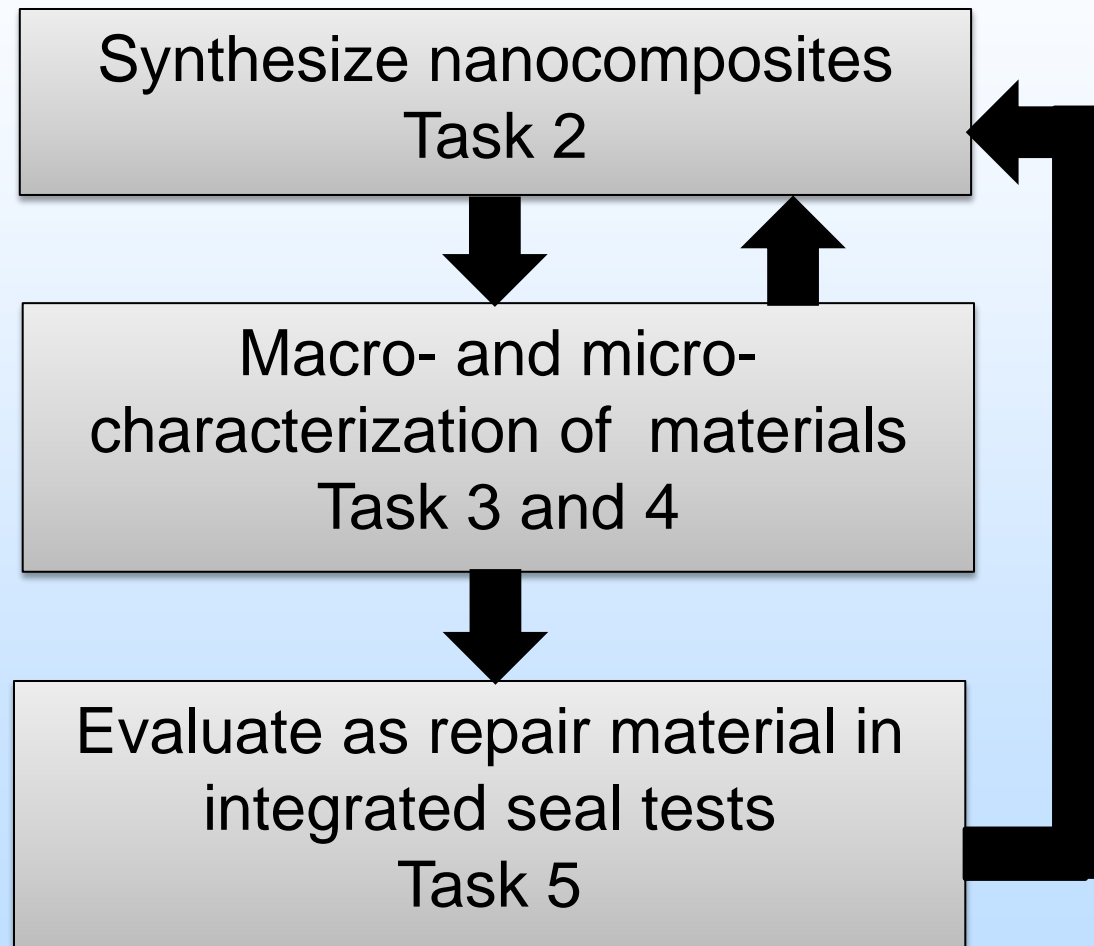 Synthesize nanocomposites
Task 2
Macro- and micro-
characterization of  materials
Task 3 and 4
Evaluate as repair material in
integrated seal tests
Task 5